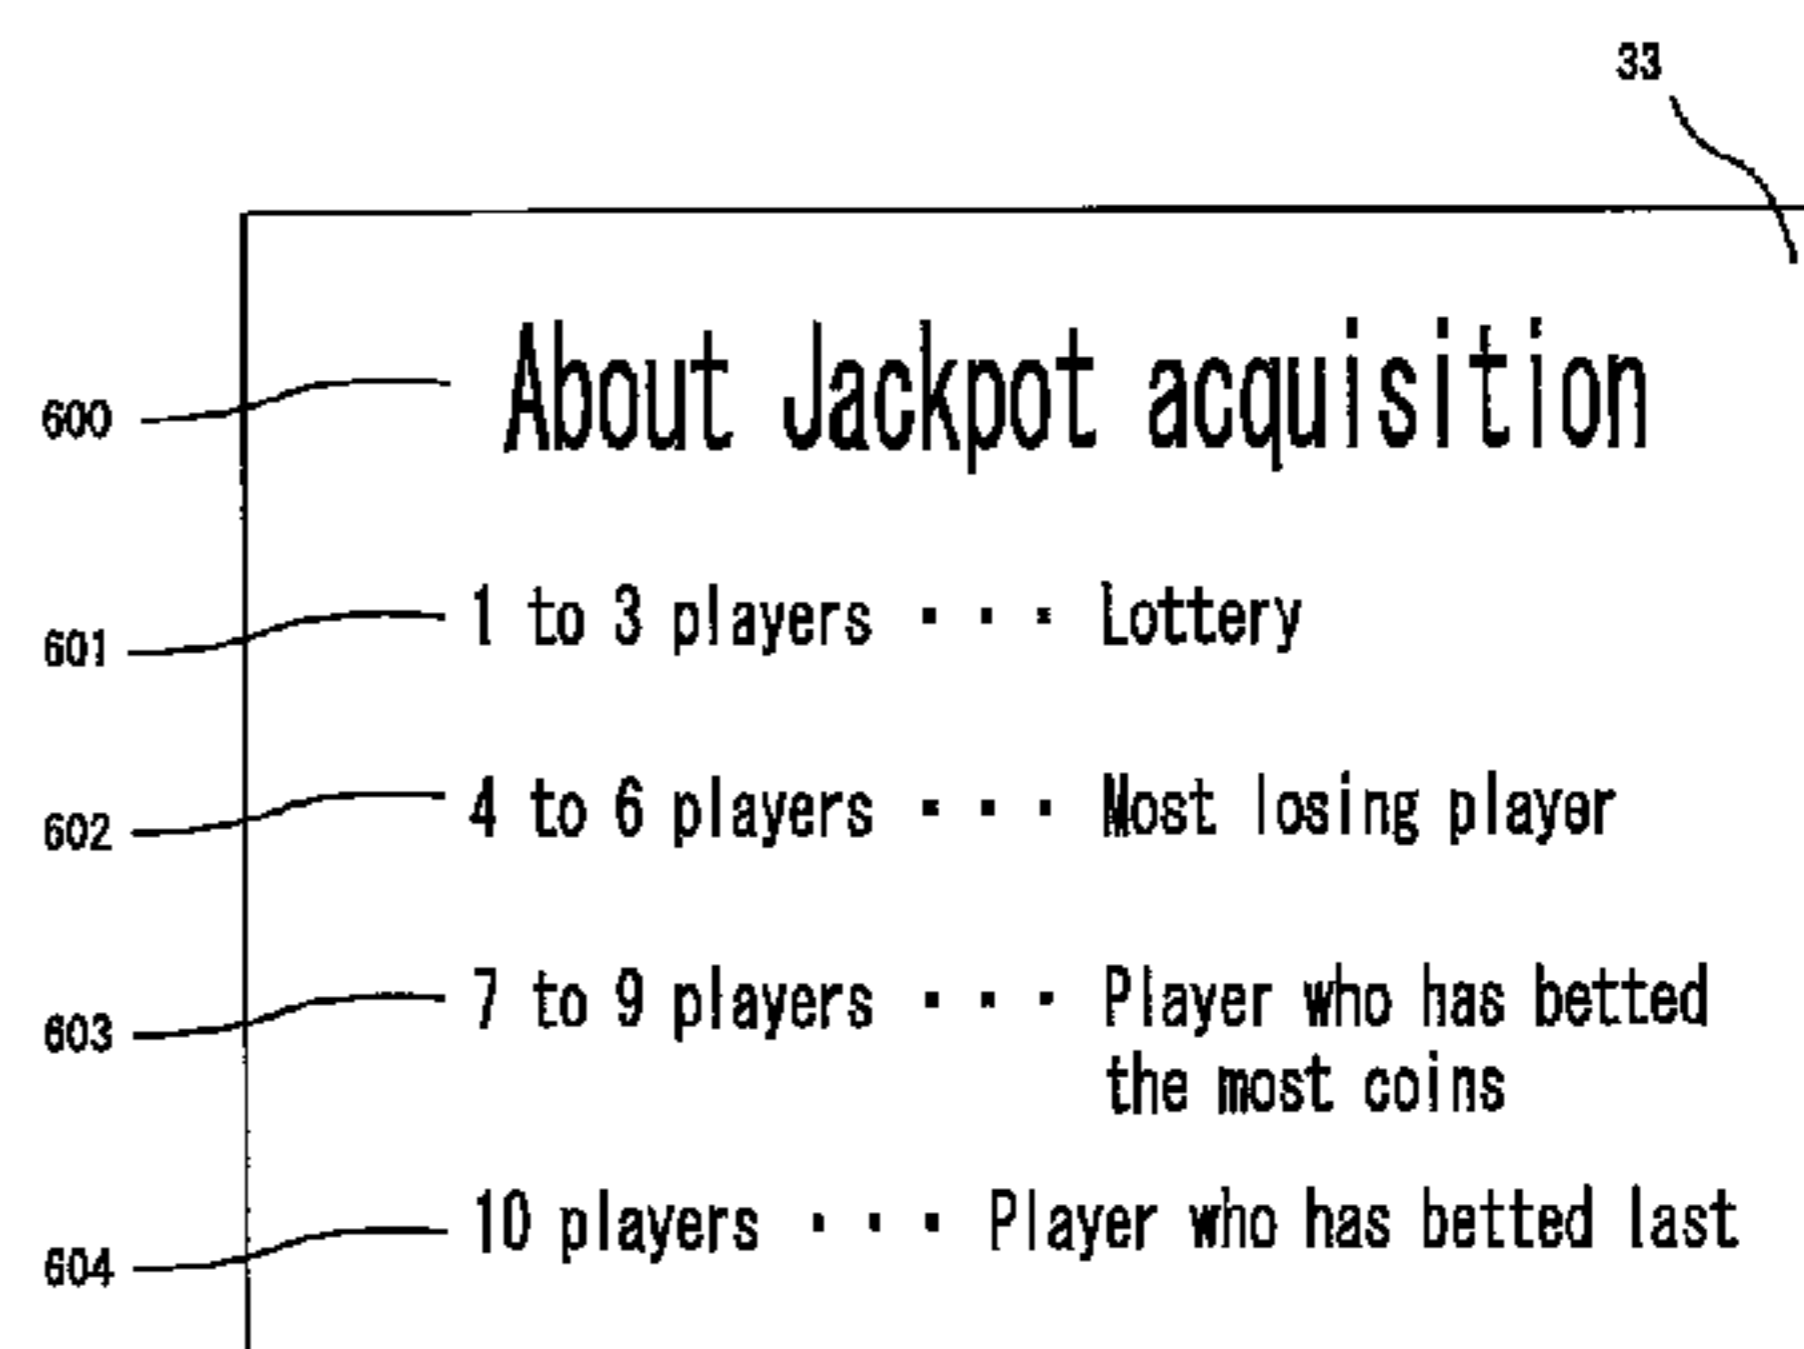 33
600 About Jackpot acquisition
601 1 to 3 players ・・・ Lottery
602 4 to 6 players ・・・ Most losing player
603 7 to 9 players ・・・ Player who has betted
the most coins
604 10 players ・・・ Player who has betted last